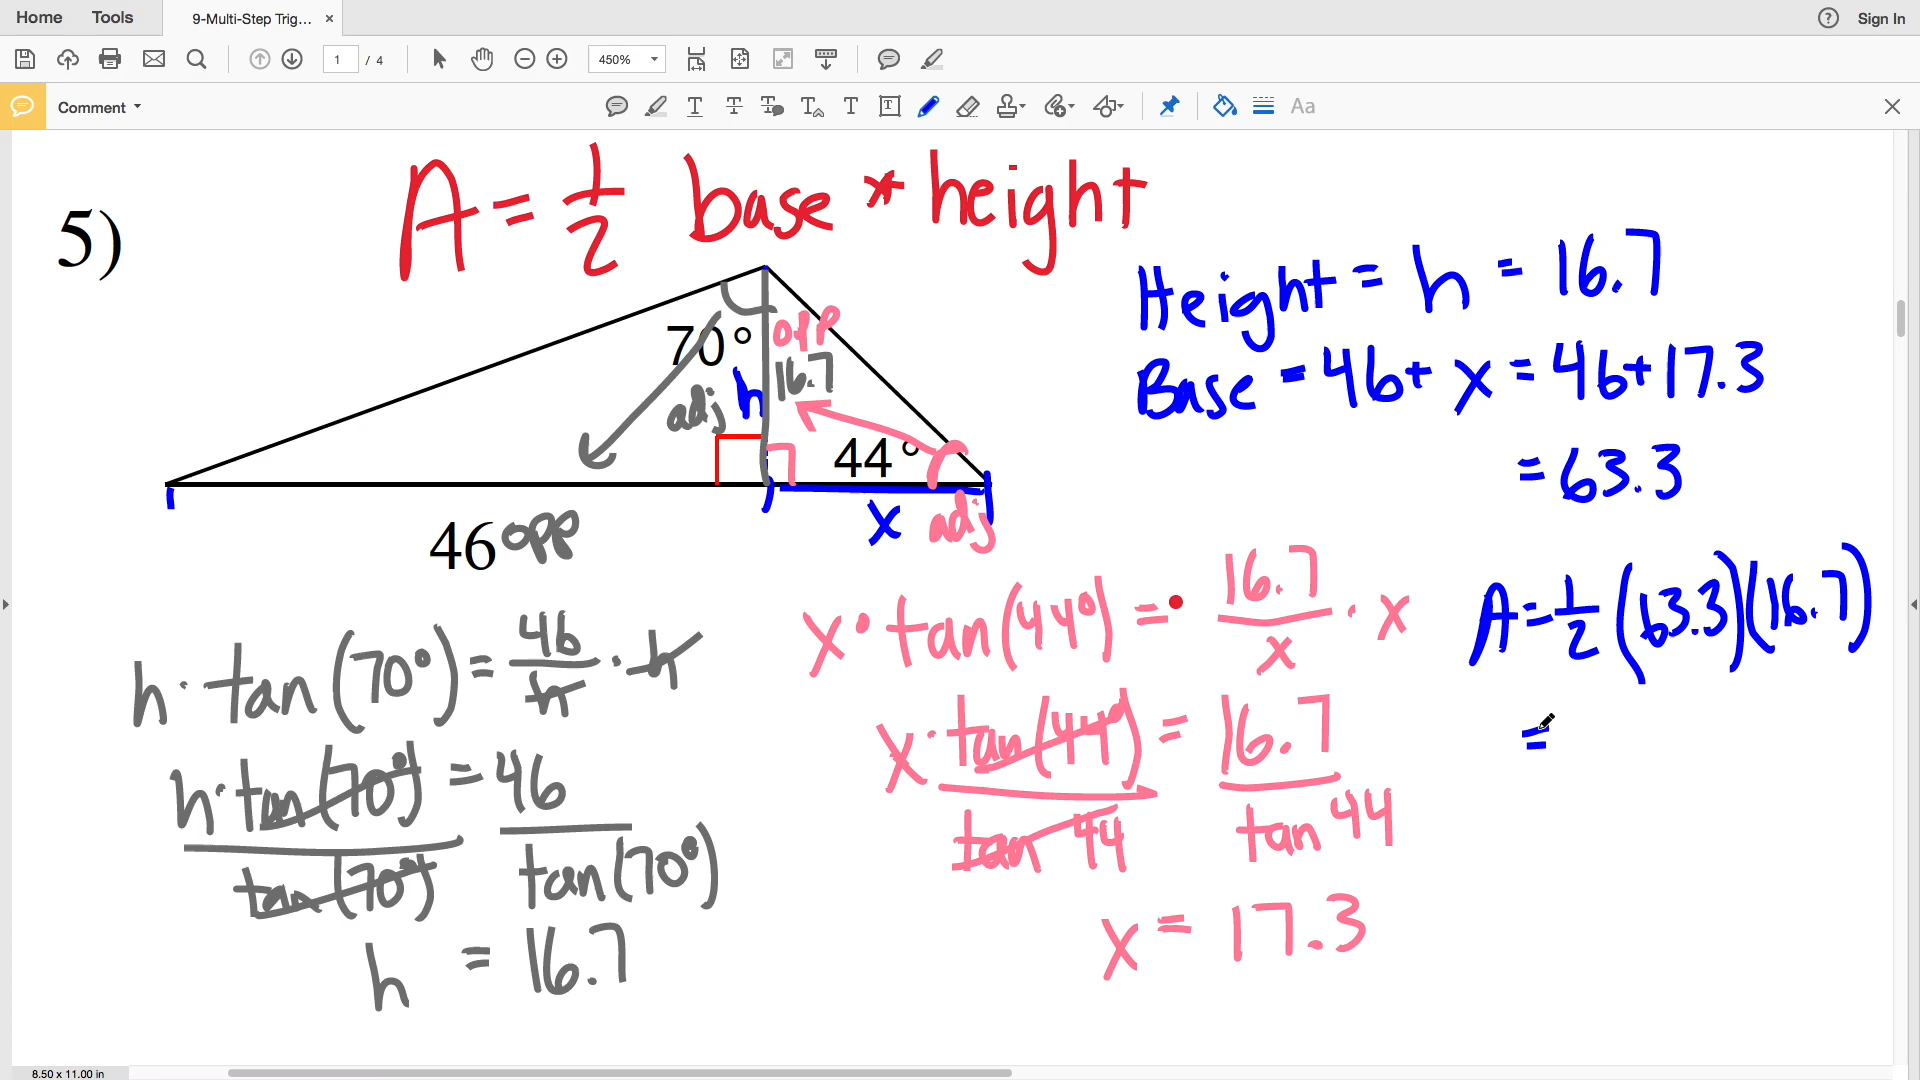 Home Tools 9-Multi-Step Trig... × ? Sign In
1 / 4 450%
Comment Aa
A = 1/2 base * height
5)
Height = h = 16.7
70° opp
h 16.7
adj
Base = 46 + x = 46 + 17.3
44°
= 63.3
46 opp x adj
x · tan(44°) = 16.7/x · x
A = 1/2 (63.3)(16.7)
h · tan(70°) = 46/h · h
x · tan(44°)/tan 44 = 16.7/tan 44
=
h · tan(70°)/tan(70°) = 46/tan(70°)
x = 17.3
h = 16.7
8.50 x 11.00 in